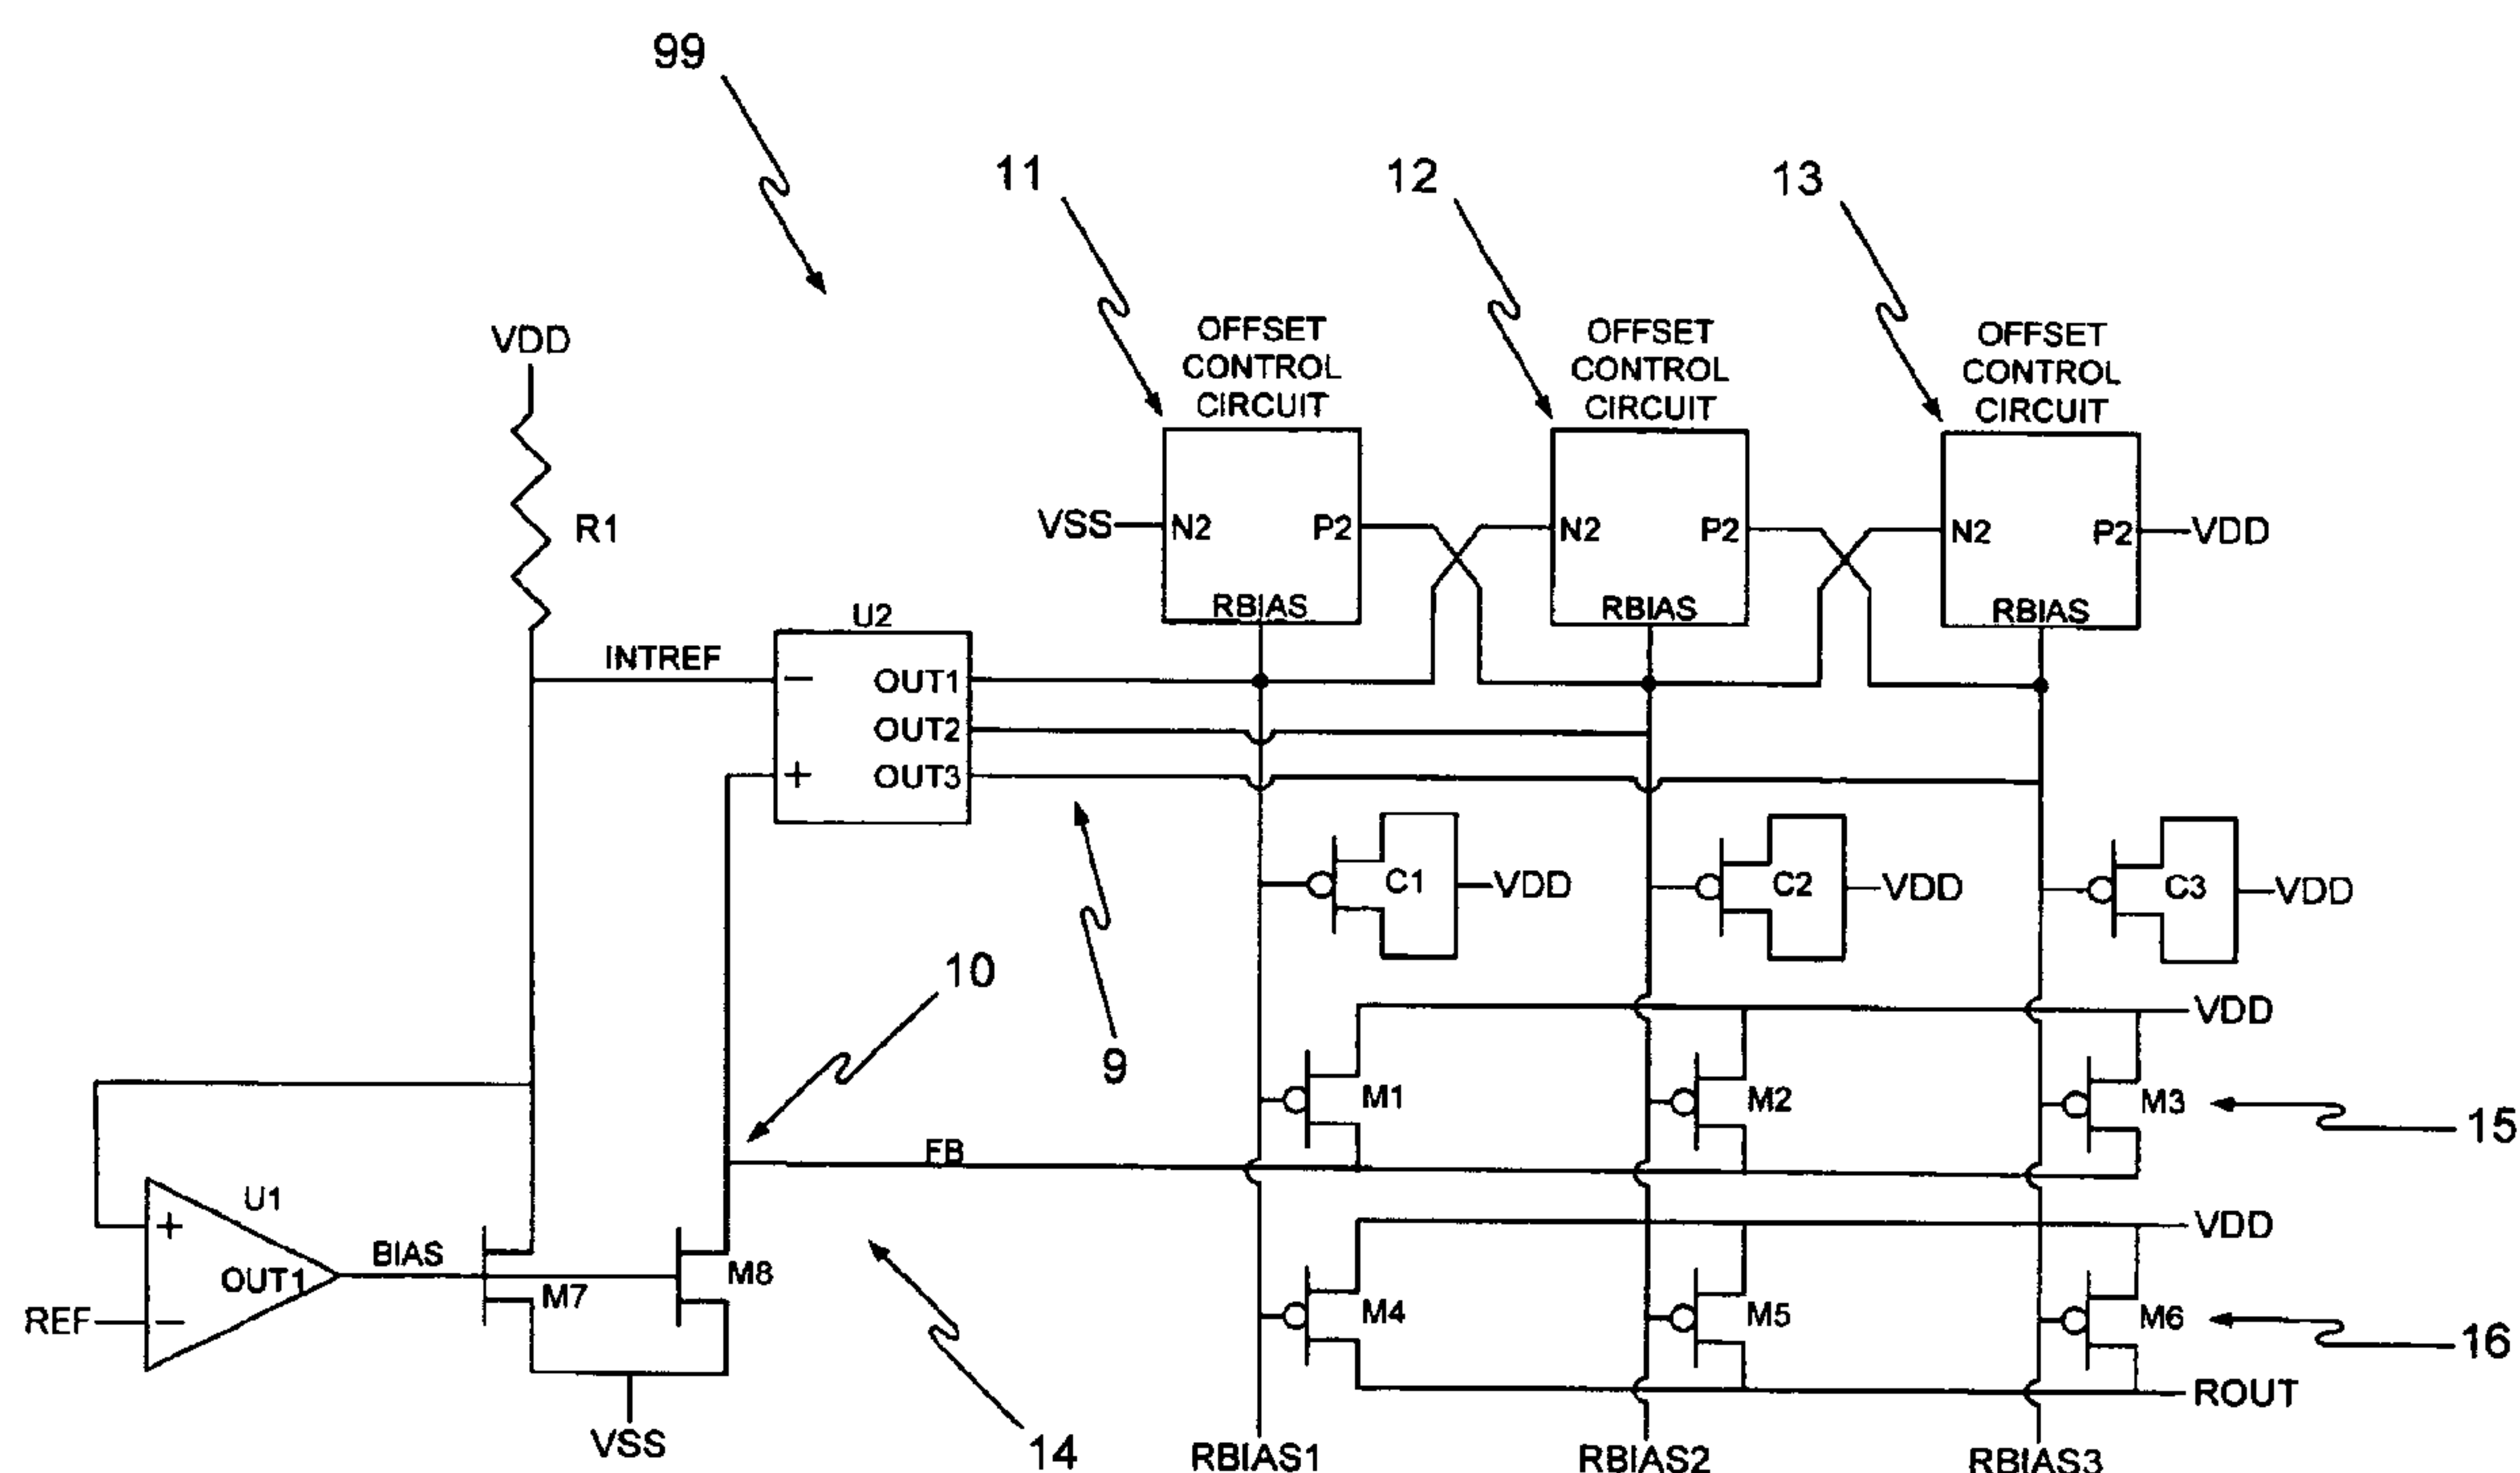 99
11
12
13
OFFSET
CONTROL
CIRCUIT
OFFSET
CONTROL
CIRCUIT
OFFSET
CONTROL
CIRCUIT
VDD
R1
VSS
N2
P2
RBIAS
N2
P2
RBIAS
N2
P2
RBIAS
VDD
U2
INTREF
−
+
OUT1
OUT2
OUT3
C1
VDD
C2
VDD
C3
VDD
10
9
VDD
M1
M2
M3
15
FB
U1
+
OUT1
−
REF
BIAS
M7
M8
VSS
14
VDD
M4
M5
M6
16
ROUT
RBIAS1
RBIAS2
RBIAS3